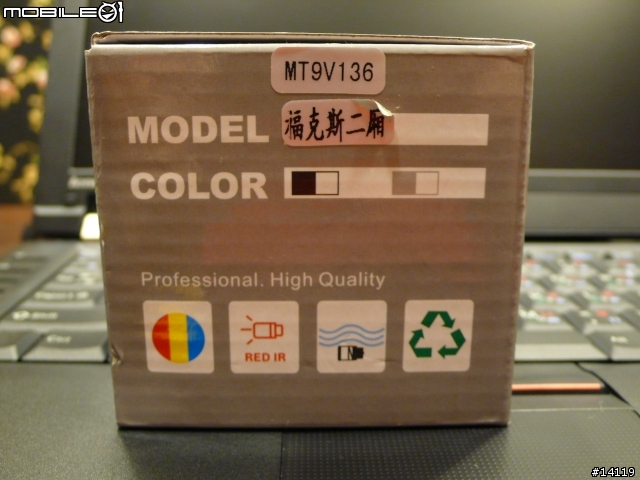 MOBILE01
MT9V136
MODEL 福克斯二廂
COLOR
Professional. High Quality
RED IR
#14119